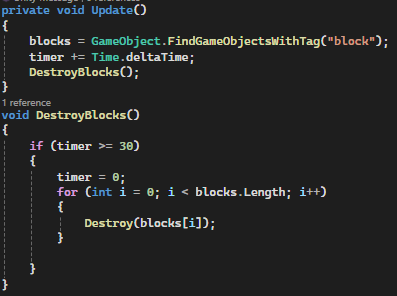 private void Update()
{
    blocks = GameObject.FindGameObjectsWithTag("block");
    timer += Time.deltaTime;
    DestroyBlocks();
}
1 reference
void DestroyBlocks()
{
    if (timer >= 30)
    {
        timer = 0;
        for (int i = 0; i < blocks.Length; i++)
        {
            Destroy(blocks[i]);
        }

    }
}